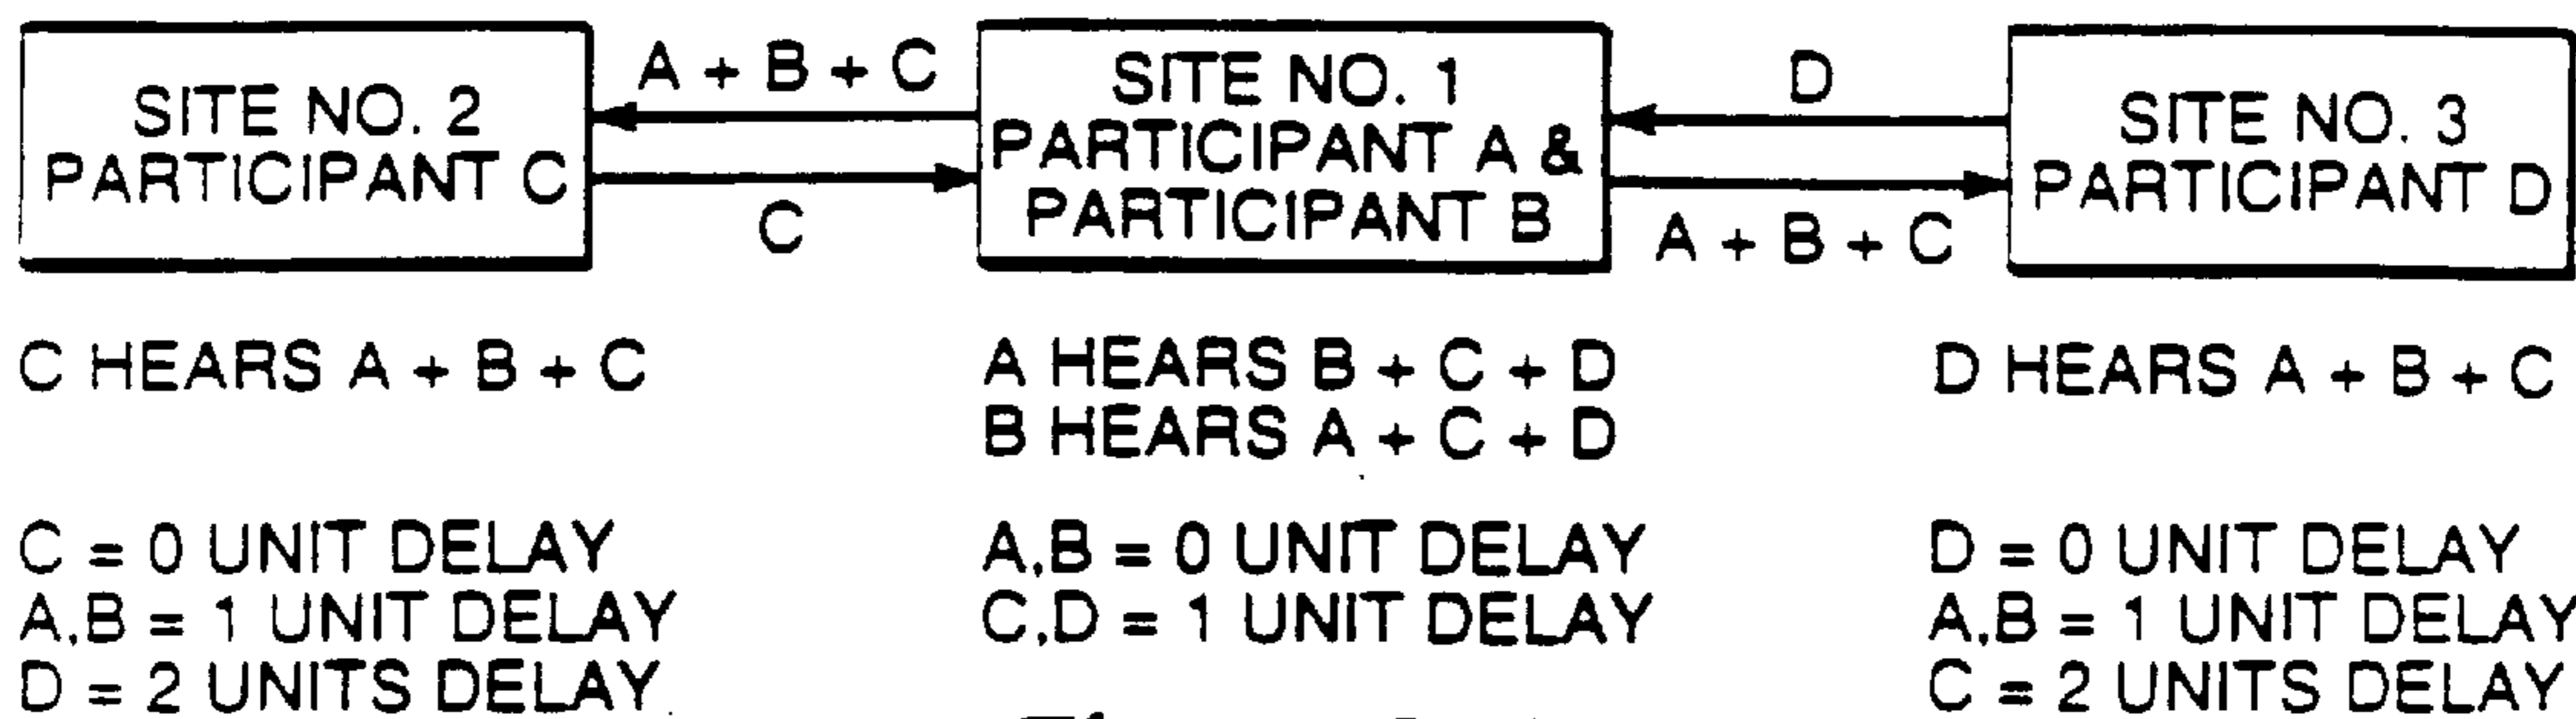 SITE NO. 2
PARTICIPANT C
A + B + C
C
SITE NO. 1
PARTICIPANT A &
PARTICIPANT B
D
A + B + C
SITE NO. 3
PARTICIPANT D
C HEARS A + B + C
A HEARS B + C + D
B HEARS A + C + D
D HEARS A + B + C
C = 0 UNIT DELAY
A,B = 1 UNIT DELAY
D = 2 UNITS DELAY
A,B = 0 UNIT DELAY
C,D = 1 UNIT DELAY
D = 0 UNIT DELAY
A,B = 1 UNIT DELAY
C = 2 UNITS DELAY